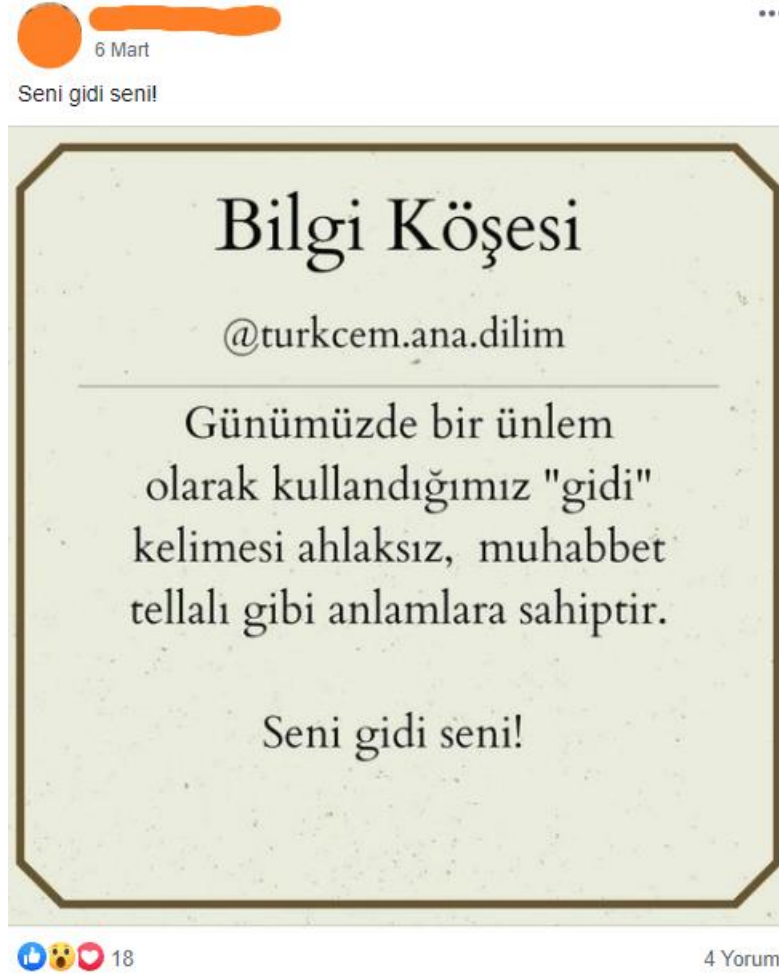 6 Mart
Seni gidi seni!
Bilgi Köşesi
@turkcem.ana.dilim
Günümüzde bir ünlem
olarak kullandığımız "gidi"
kelimesi ahlaksız, muhabbet
tellalı gibi anlamlara sahiptir.
Seni gidi seni!
18
4 Yorum